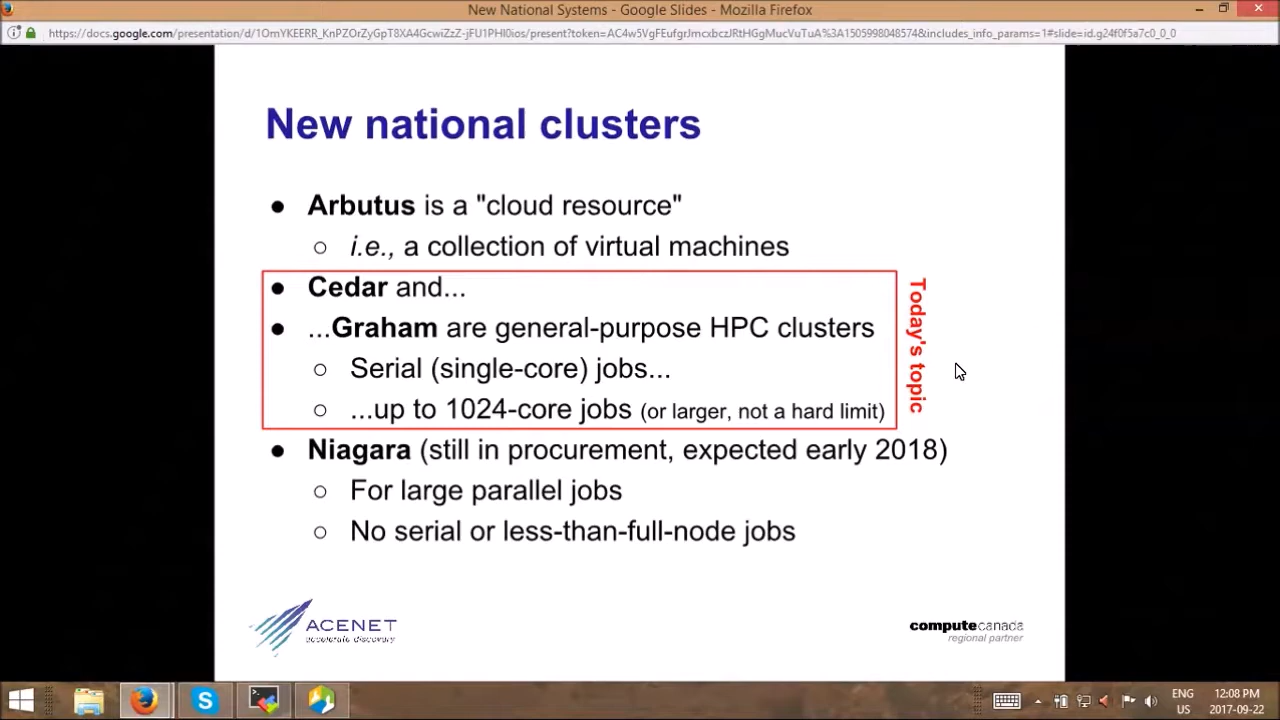 New National Systems - Google Slides - Mozilla Firefox
New national clusters
● Arbutus is a "cloud resource"
○ i.e., a collection of virtual machines
● Cedar and...
● ...Graham are general-purpose HPC clusters
○ Serial (single-core) jobs...
○ ...up to 1024-core jobs (or larger, not a hard limit)
Today's topic
● Niagara (still in procurement, expected early 2018)
○ For large parallel jobs
○ No serial or less-than-full-node jobs
ACENET
accelerate discovery
computecanada
regional partner
ENG
US
12:08 PM
2017-09-22